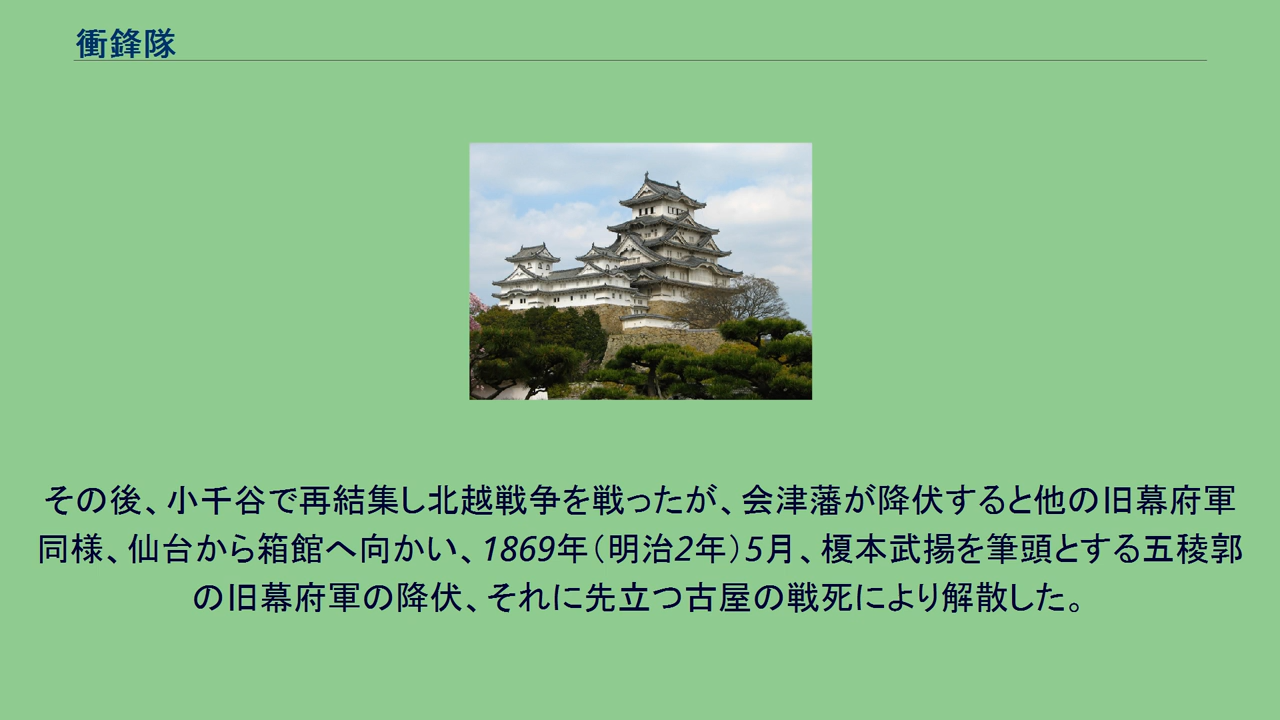 衝鋒隊
その後、小千谷で再結集し北越戦争を戦ったが、会津藩が降伏すると他の旧幕府軍
同様、仙台から箱館へ向かい、1869年（明治2年）5月、榎本武揚を筆頭とする五稜郭
の旧幕府軍の降伏、それに先立つ古屋の戦死により解散した。